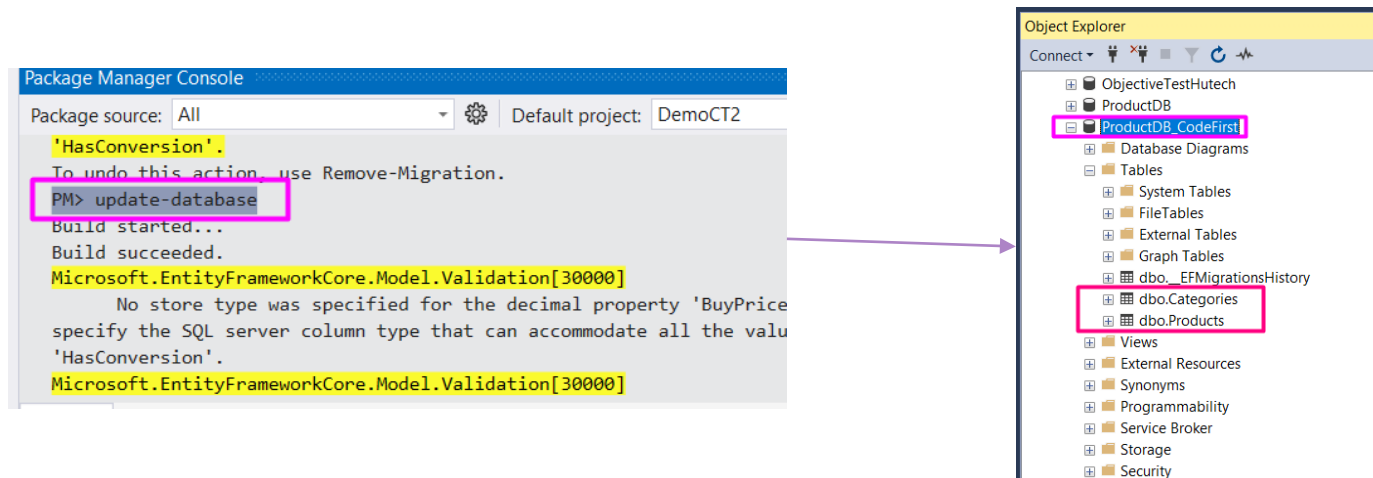 Package Manager Console
Package source: All Default project: DemoCT2
'HasConversion'.
To undo this action, use Remove-Migration.
PM> update-database
Build started...
Build succeeded.
Microsoft.EntityFrameworkCore.Model.Validation[30000]
No store type was specified for the decimal property 'BuyPrice
specify the SQL server column type that can accommodate all the valu
'HasConversion'.
Microsoft.EntityFrameworkCore.Model.Validation[30000]
Object Explorer
Connect
ObjectiveTestHutech
ProductDB
ProductDB_CodeFirst
Database Diagrams
Tables
System Tables
FileTables
External Tables
Graph Tables
dbo.__EFMigrationsHistory
dbo.Categories
dbo.Products
Views
External Resources
Synonyms
Programmability
Service Broker
Storage
Security